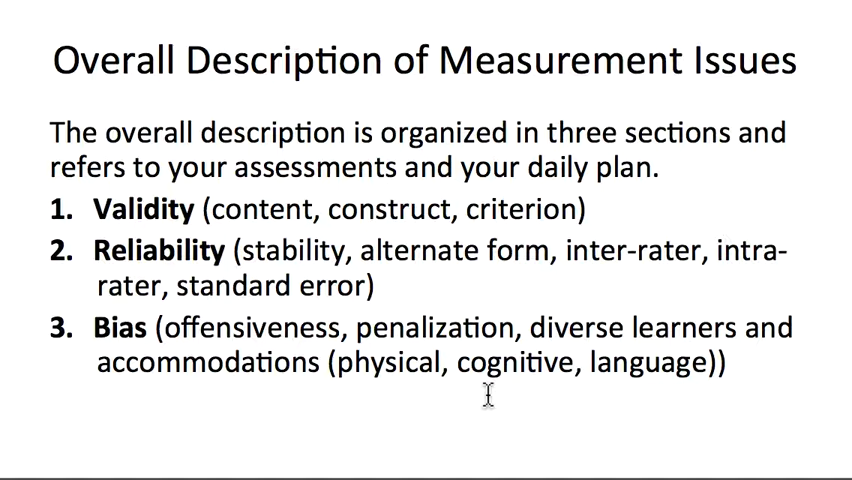 Overall Description of Measurement Issues
The overall description is organized in three sections and
refers to your assessments and your daily plan.
1. Validity (content, construct, criterion)
2. Reliability (stability, alternate form, inter-rater, intra-
rater, standard error)
3. Bias (offensiveness, penalization, diverse learners and
accommodations (physical, cognitive, language))